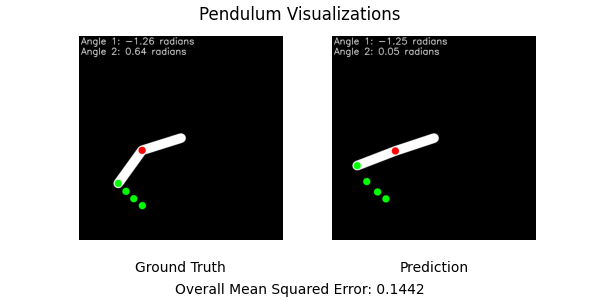 Pendulum Visualizations
Angle 1: -1.26 radians
Angle 2: 0.64 radians
Angle 1: -1.25 radians
Angle 2: 0.05 radians
Ground Truth
Prediction
Overall Mean Squared Error: 0.1442